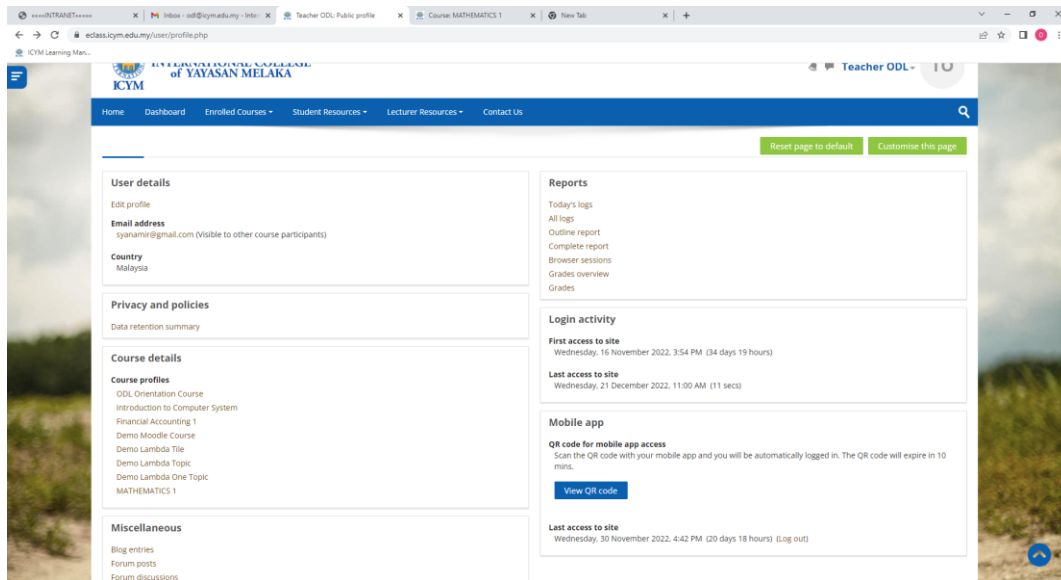 ==INTRANET==
Inbox - odl@icym.edu.my - Inter
Teacher ODL: Public profile
Course: MATHEMATICS 1
New Tab
eclass.icym.edu.my/user/profile.php
ICYM Learning Man...
INTERNATIONAL COLLEGE
of YAYASAN MELAKA
ICYM
Teacher ODL
TO
Home Dashboard Enrolled Courses Student Resources Lecturer Resources Contact Us
Reset page to default Customise this page
User details
Edit profile
Email address
syanamir@gmail.com (Visible to other course participants)
Country
Malaysia
Privacy and policies
Data retention summary
Course details
Course profiles
ODL Orientation Course
Introduction to Computer System
Financial Accounting 1
Demo Moodle Course
Demo Lambda Tile
Demo Lambda Topic
Demo Lambda One Topic
MATHEMATICS 1
Miscellaneous
Blog entries
Forum posts
Forum discussions
Reports
Today's logs
All logs
Outline report
Complete report
Browser sessions
Grades overview
Grades
Login activity
First access to site
Wednesday, 16 November 2022, 3:54 PM (34 days 19 hours)
Last access to site
Wednesday, 21 December 2022, 11:00 AM (11 secs)
Mobile app
QR code for mobile app access
Scan the QR code with your mobile app and you will be automatically logged in. The QR code will expire in 10
mins.
View QR code
Last access to site
Wednesday, 30 November 2022, 4:42 PM (20 days 18 hours) (Log out)